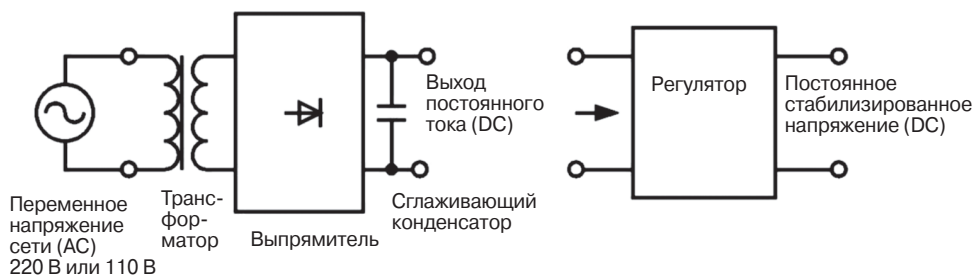 Переменное
напряжение
сети (AC)
220 В или 110 В
Транс-
фор-
матор
Выпрямитель
Выход
постоянного
тока (DC)
Сглаживающий
конденсатор
Регулятор
Постоянное
стабилизированное
напряжение (DC)